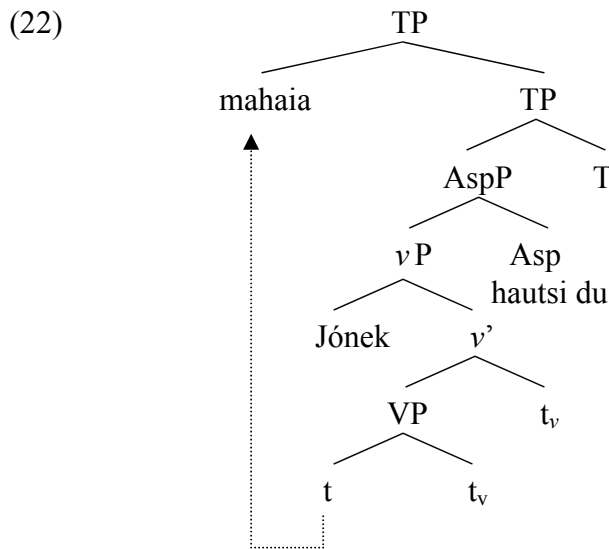 (22) TP
mahaia TP
AspP T
vP Asp
hautsi du
Jónek v’
VP tᵥ
t tᵥ